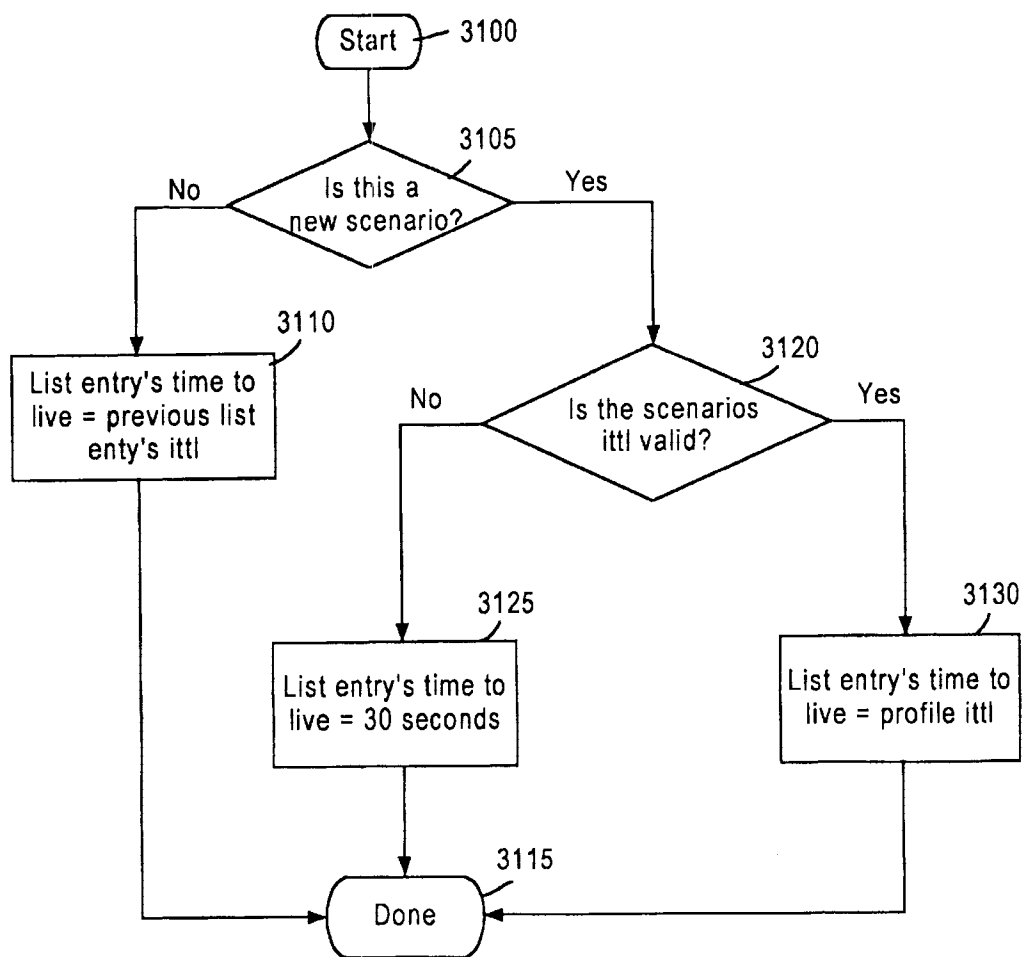 Start
3100
3105
Is this a
new scenario?
No
Yes
3110
List entry's time to
live = previous list
enty's ittl
3120
Is the scenarios
ittl valid?
No
Yes
3125
List entry's time to
live = 30 seconds
3130
List entry's time to
live = profile ittl
3115
Done